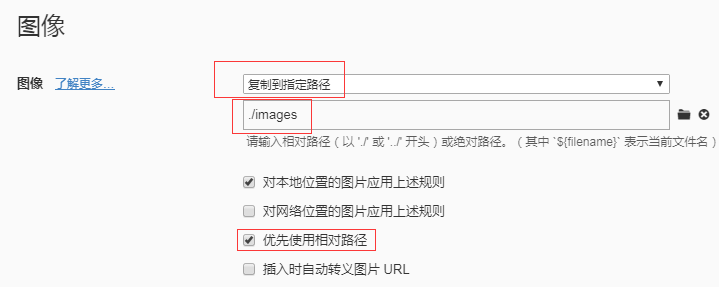 图像
图像 了解更多...
复制到指定路径
./images
请输入相对路径（以 './' 或 '../' 开头）或绝对路径。（其中 `${filename}` 表示当前文件名）
对本地位置的图片应用上述规则
对网络位置的图片应用上述规则
优先使用相对路径
插入时自动转义图片 URL